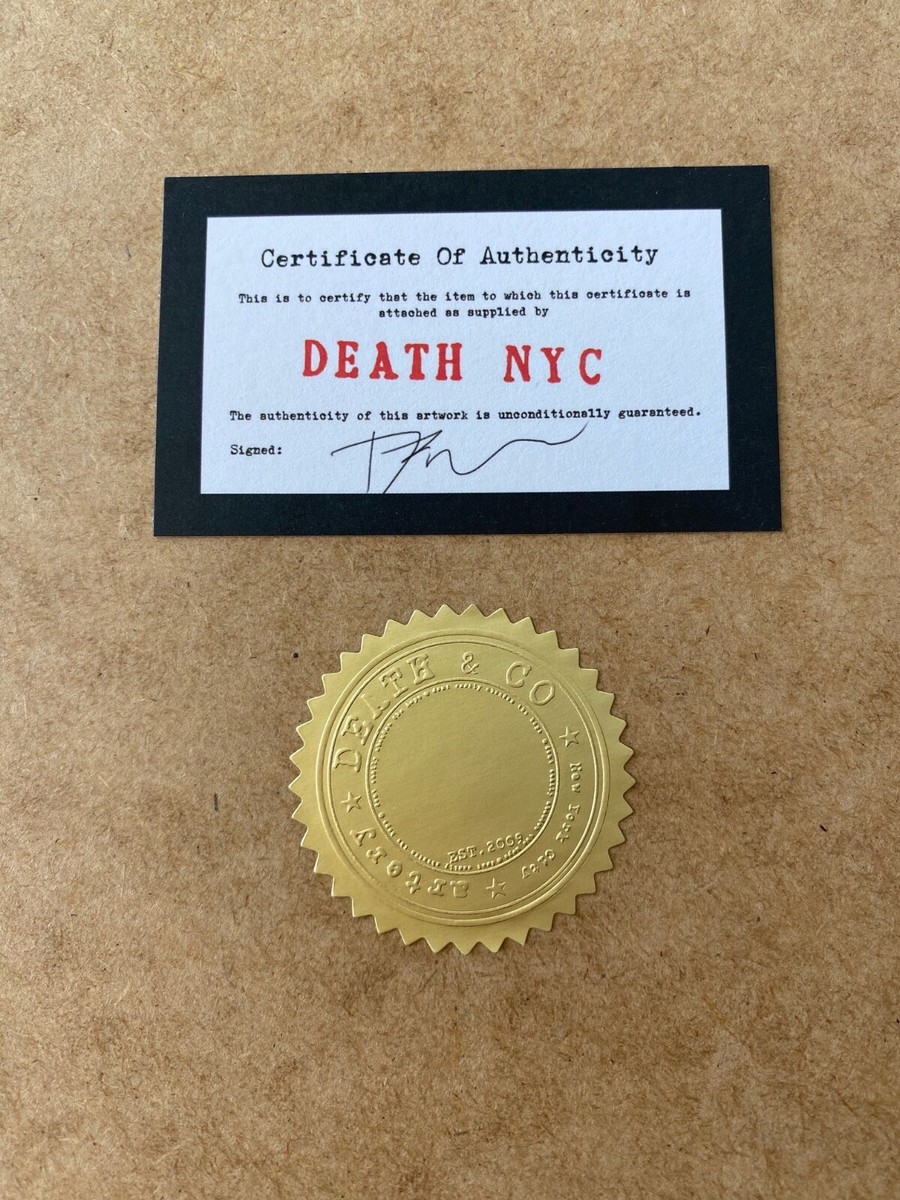 Certificate Of Authenticity
This is to certify that the item to which this certificate is
attached as supplied by
DEATH NYC
The authenticity of this artwork is unconditionally guaranteed.
Signed:
DEATH & CO
New York city
artery
EST. 2009